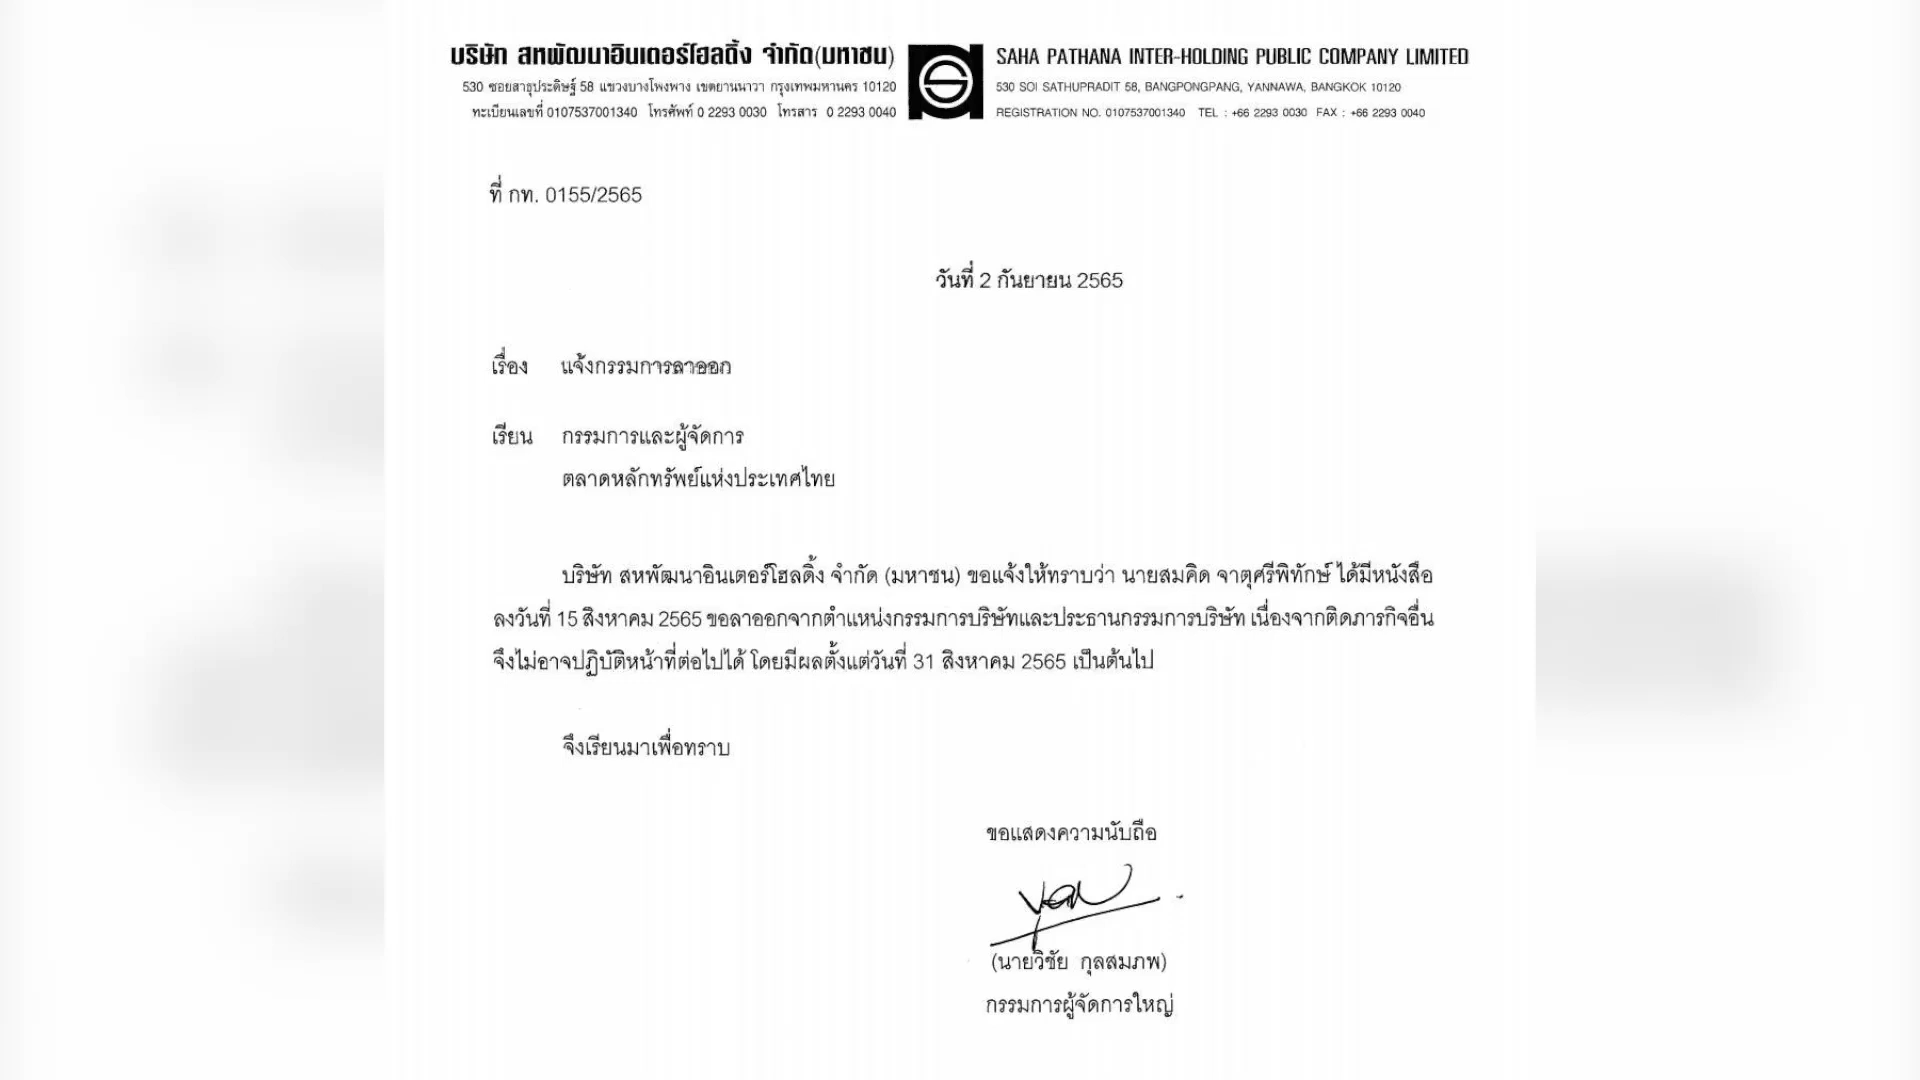 บริษัท สหพัฒนาอินเตอร์โฮลดิ้ง จำกัด(มหาชน)
530 ซอยสาธุประดิษฐ์ 58 แขวงบางโพงพาง เขตยานนาวา กรุงเทพมหานคร 10120
ทะเบียนเลขที่ 0107537001340 โทรศัพท์ 0 2293 0030 โทรสาร 0 2293 0040
SAHA PATHANA INTER-HOLDING PUBLIC COMPANY LIMITED
530 SOI SATHUPRADIT 58, BANGPONGPANG, YANNAWA, BANGKOK 10120
REGISTRATION NO. 0107537001340 TEL : +66 2293 0030 FAX : +66 2293 0040
ที่ กท. 0155/2565
วันที่ 2 กันยายน 2565
เรื่อง แจ้งกรรมการลาออก
เรียน กรรมการและผู้จัดการ
ตลาดหลักทรัพย์แห่งประเทศไทย
บริษัท สหพัฒนาอินเตอร์โฮลดิ้ง จำกัด (มหาชน) ขอแจ้งให้ทราบว่า นายสมคิด จาตุศรีพิทักษ์ ได้มีหนังสือ
ลงวันที่ 15 สิงหาคม 2565 ขอลาออกจากตำแหน่งกรรมการบริษัทและประธานกรรมการบริษัท เนื่องจากติดภารกิจอื่น
จึงไม่อาจปฏิบัติหน้าที่ต่อไปได้ โดยมีผลตั้งแต่วันที่ 31 สิงหาคม 2565 เป็นต้นไป
จึงเรียนมาเพื่อทราบ
ขอแสดงความนับถือ
(นายวิชัย กุลสมภพ)
กรรมการผู้จัดการใหญ่